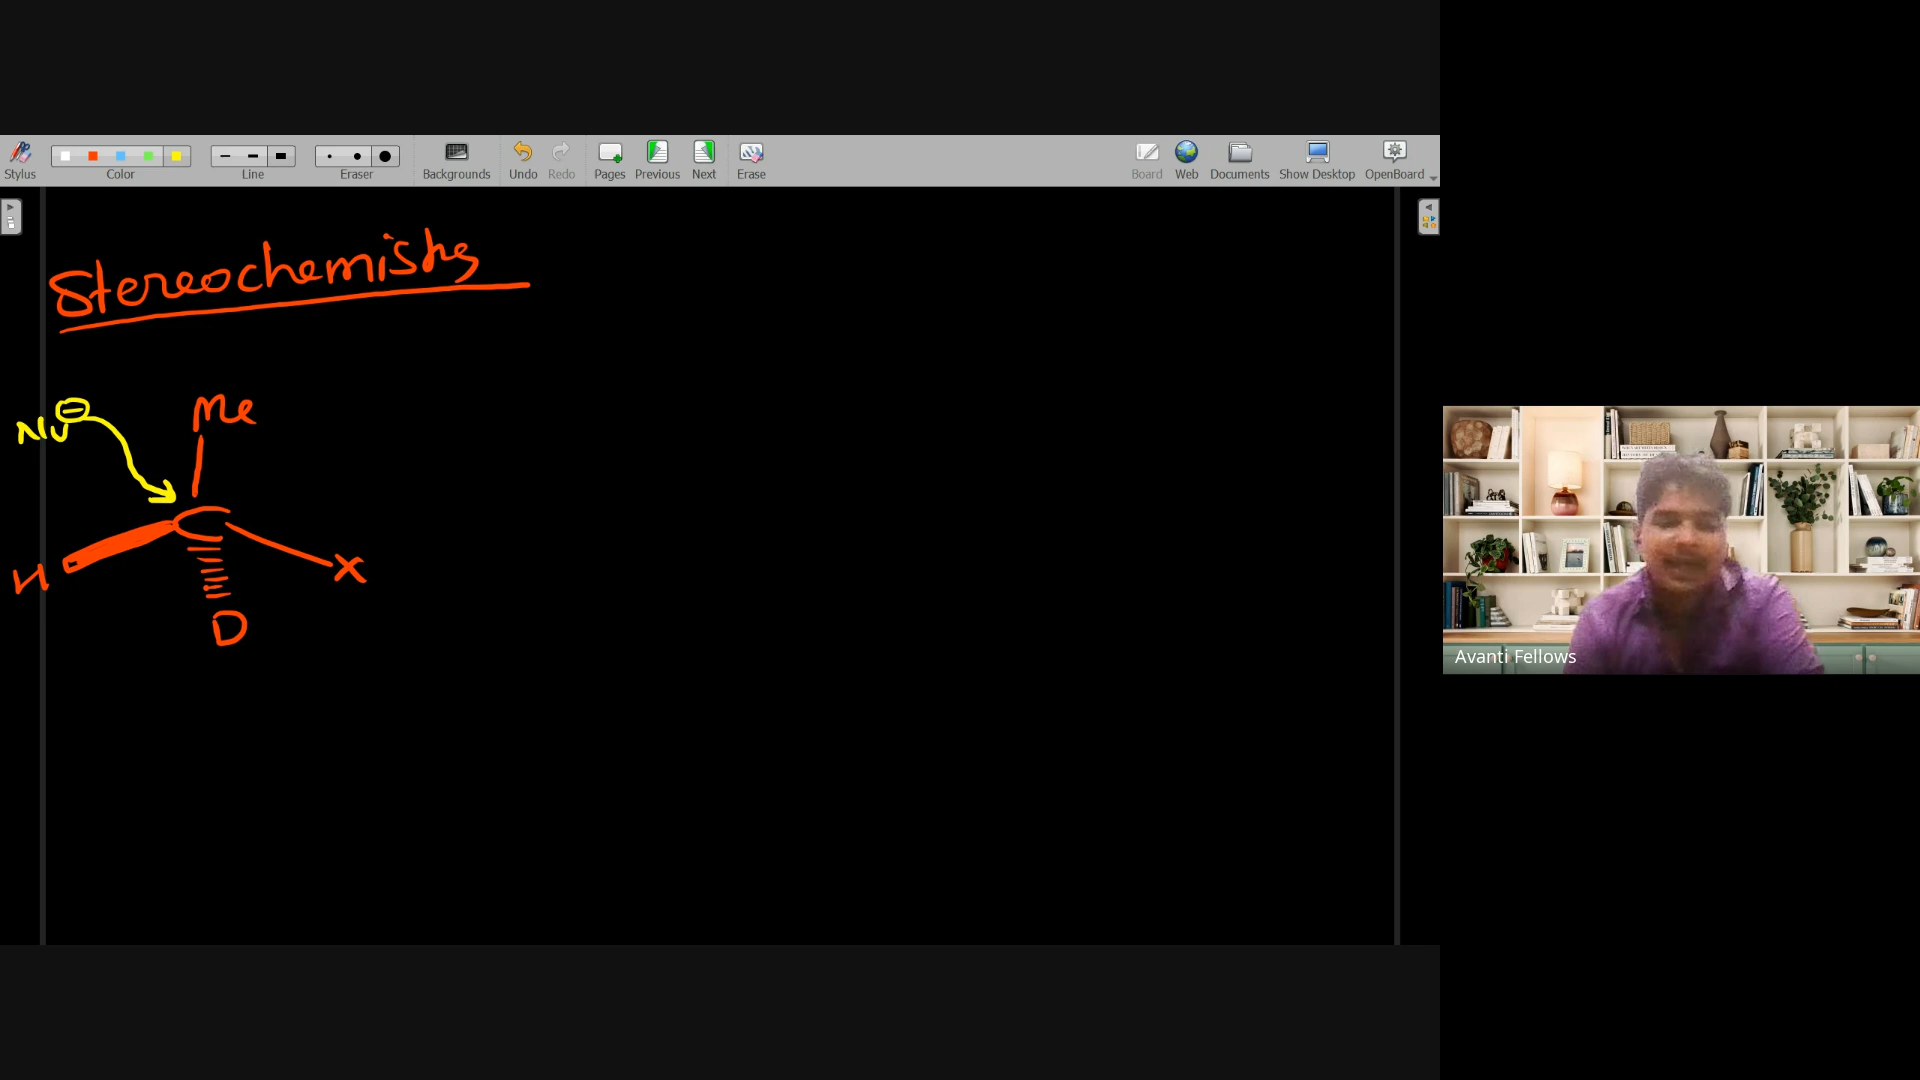 Stylus
Color
Line
Eraser
Backgrounds
Undo
Redo
Pages
Previous
Next
Erase
Board
Web
Documents
Show Desktop
OpenBoard
Stereochemistry
Nu⊖
Me
C
H
X
D
Avanti Fellows